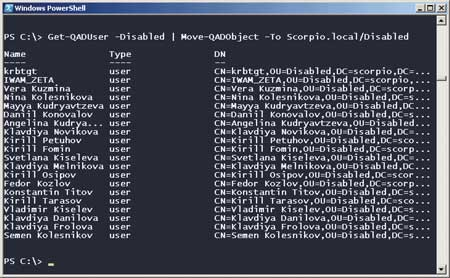 Windows PowerShell
PS C:\> Get-QADUser -Disabled | Move-QADObject -To Scorpio.local/Disabled
Name Type DN
---- ---- --
krbtgt user CN=krbtgt,OU=Disabled,DC=scorpio,DC=...
IWAM_ZETA user CN=IWAM_ZETA,OU=Disabled,DC=scorpio,...
Vera Kuzmina user CN=Vera Kuzmina,OU=Disabled,DC=scorp...
Nina Kolesnikova user CN=Nina Kolesnikova,OU=Disabled,DC=s...
Mayya Kudryavtzeva user CN=Mayya Kudryavtzeva,OU=Disabled,DC...
Daniil Konovalov user CN=Daniil Konovalov,OU=Disabled,DC=s...
Angelina Kudrya... user CN=Angelina Kudryavtzeva,OU=Disabled...
Klavdiya Novikova user CN=Klavdiya Novikova,OU=Disabled,DC=...
Kirill Petuhov user CN=Kirill Petuhov,OU=Disabled,DC=sco...
Kirill Fomin user CN=Kirill Fomin,OU=Disabled,DC=scorp...
Svetlana Kiseleva user CN=Svetlana Kiseleva,OU=Disabled,DC=...
Klavdiya Melnikova user CN=Klavdiya Melnikova,OU=Disabled,DC...
Kirill Osipov user CN=Kirill Osipov,OU=Disabled,DC=scor...
Fedor Kozlov user CN=Fedor Kozlov,OU=Disabled,DC=scorp...
Konstantin Titov user CN=Konstantin Titov,OU=Disabled,DC=s...
Kirill Tarasov user CN=Kirill Tarasov,OU=Disabled,DC=sco...
Vladimir Kiselev user CN=Vladimir Kiselev,OU=Disabled,DC=s...
Klavdiya Danilova user CN=Klavdiya Danilova,OU=Disabled,DC=...
Klavdiya Frolova user CN=Klavdiya Frolova,OU=Disabled,DC=s...
Semen Kolesnikov user CN=Semen Kolesnikov,OU=Disabled,DC=s...
PS C:\> _